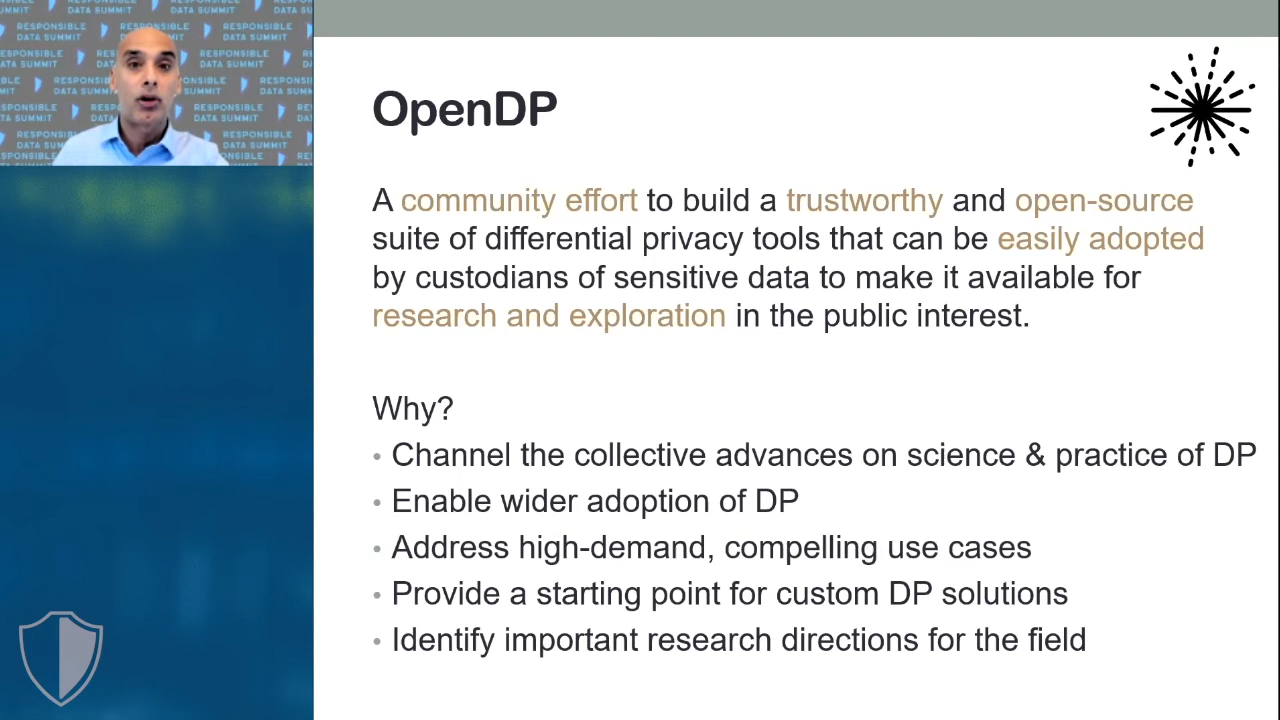 RESPONSIBLE
DATA SUMMIT
OpenDP
A community effort to build a trustworthy and open-source
suite of differential privacy tools that can be easily adopted
by custodians of sensitive data to make it available for
research and exploration in the public interest.
Why?
• Channel the collective advances on science & practice of DP
• Enable wider adoption of DP
• Address high-demand, compelling use cases
• Provide a starting point for custom DP solutions
• Identify important research directions for the field